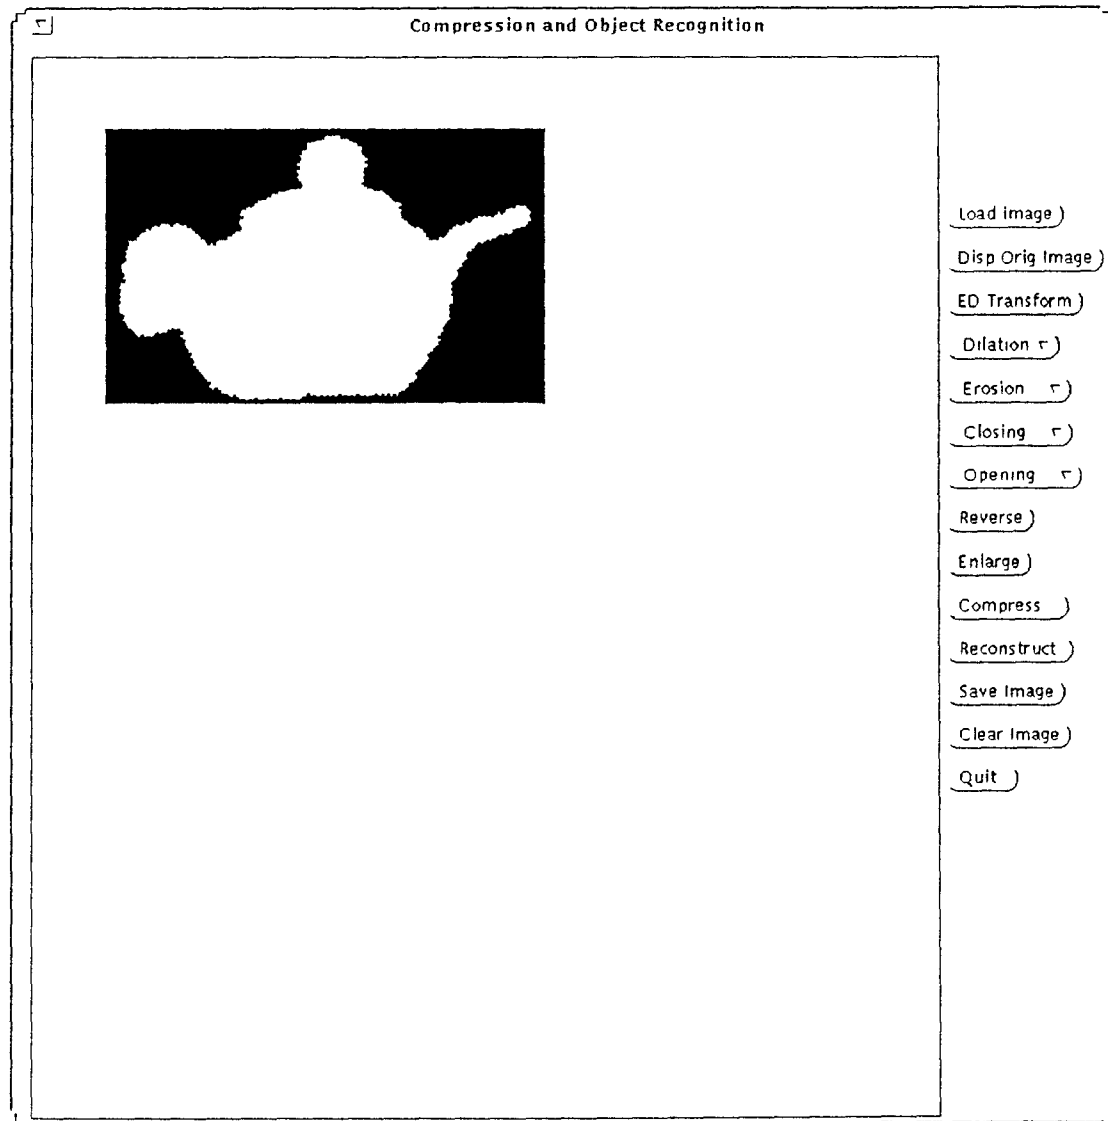 Compression and Object Recognition
Load Image
Disp Orig Image
ED Transform
Dilation
Erosion
Closing
Opening
Reverse
Enlarge
Compress
Reconstruct
Save Image
Clear Image
Quit